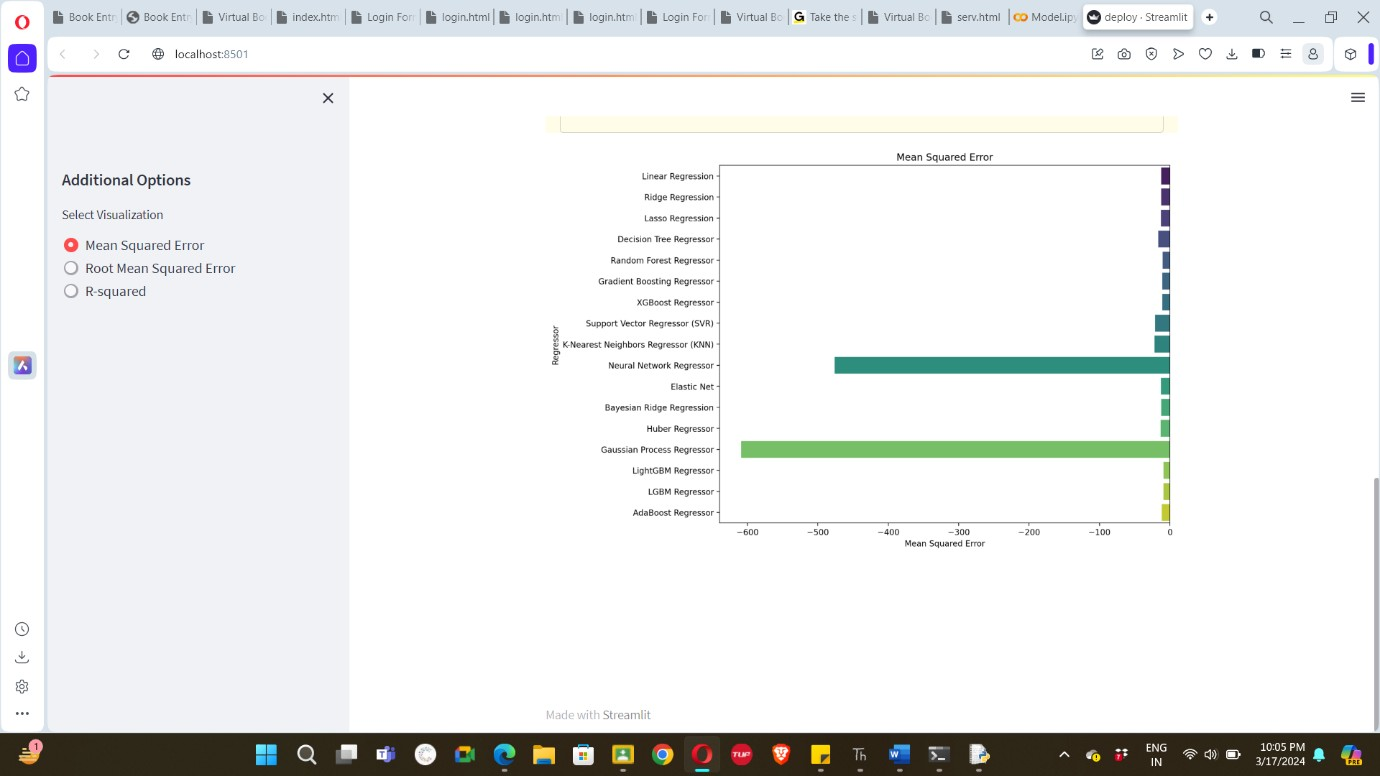 Book Entr
Book Entr
Virtual Bo
index.htm
Login For
login.html
login.htm
login.htm
Login For
Virtual Bo
Take the s
Virtual Bo
serv.html
Model.ipy
deploy · Streamlit
localhost:8501
Additional Options
Select Visualization
Mean Squared Error
Root Mean Squared Error
R-squared
Mean Squared Error
Regressor
Linear Regression
Ridge Regression
Lasso Regression
Decision Tree Regressor
Random Forest Regressor
Gradient Boosting Regressor
XGBoost Regressor
Support Vector Regressor (SVR)
K-Nearest Neighbors Regressor (KNN)
Neural Network Regressor
Elastic Net
Bayesian Ridge Regression
Huber Regressor
Gaussian Process Regressor
LightGBM Regressor
LGBM Regressor
AdaBoost Regressor
−600 −500 −400 −300 −200 −100 0
Mean Squared Error
Made with Streamlit
1
TUF
Th
ENG
IN
10:05 PM
3/17/2024
PRE